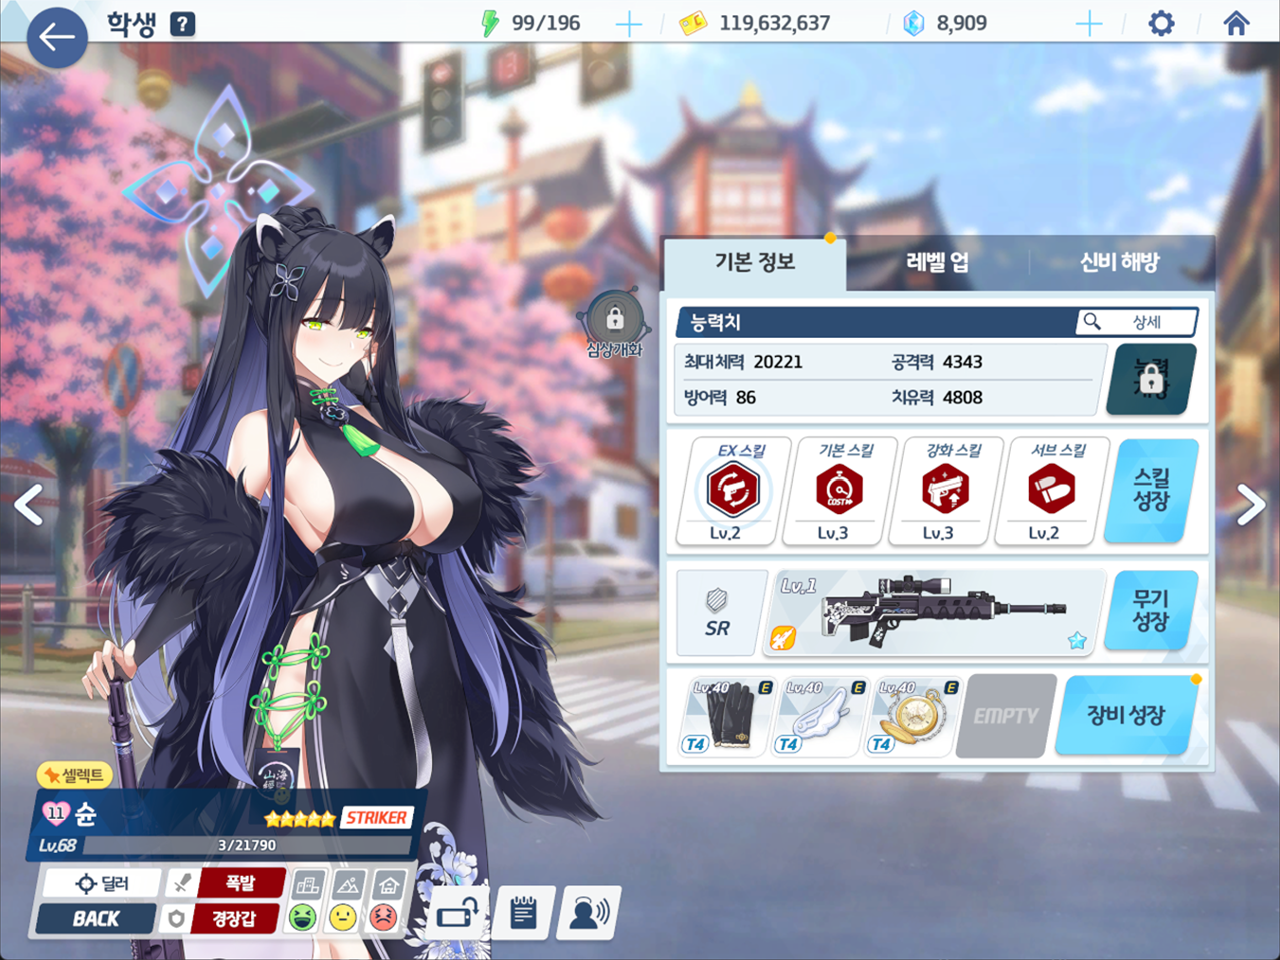 학생 ?
99/196
119,632,637
8,909
기본 정보
레벨 업
신비 해방
능력치
상세
심상개화
최대 체력 20221
공격력 4343
방어력 86
치유력 4808
EX 스킬
기본 스킬
강화 스킬
서브 스킬
COST
Lv.2
Lv.3
Lv.3
Lv.2
스킬
성장
SR
Lv.1
무기
성장
Lv.40 E
T4
Lv.40 E
T4
Lv.40 E
T4
EMPTY
장비 성장
山海
經
셀렉트
11 슌
STRIKER
Lv.68
3/21790
딜러
폭발
BACK
경장갑